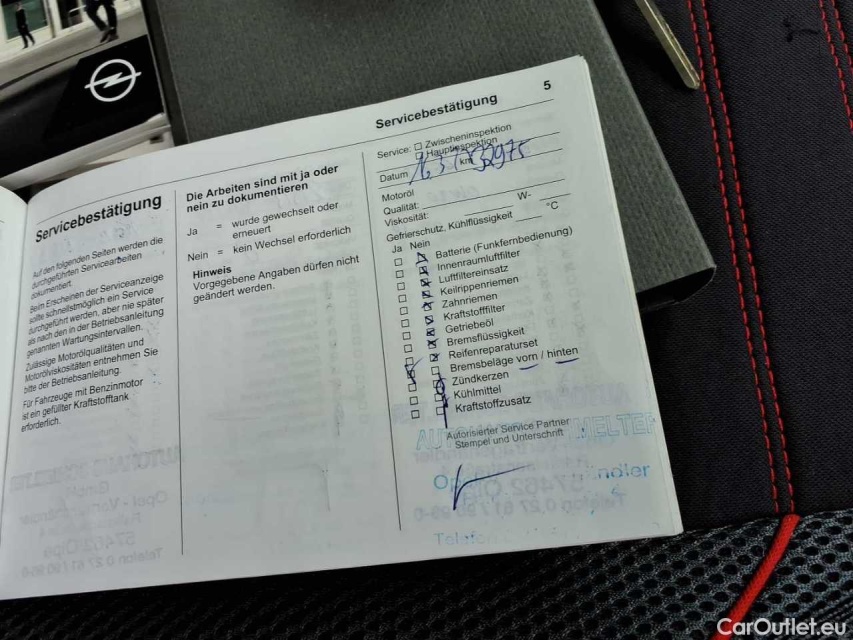 5
Servicebestätigung
Servicebestätigung
Auf den folgenden Seiten werden die
durchgeführten Servicearbeiten
dokumentiert.
Beim Erscheinen der Serviceanzeige
sollte schnellstmöglich ein Service
durchgeführt werden, aber nie später
als nach den in der Betriebsanleitung
genannten Wartungsintervallen.
Zulässige Motorölqualitäten und
Motorölviskositäten entnehmen Sie
bitte der Betriebsanleitung.
Für Fahrzeuge mit Benzinmotor
ist ein gefüllter Kraftstofftank
erforderlich.
Die Arbeiten sind mit ja oder
nein zu dokumentieren
Ja = wurde gewechselt oder
erneuert
Nein = kein Wechsel erforderlich
Hinweis
Vorgegebene Angaben dürfen nicht
geändert werden.
Service: Zwischeninspektion
Hauptinspektion
Datum km 32975
Motoröl
Qualität: W-
Viskosität:
Gefrierschutz, Kühlflüssigkeit °C
Ja Nein
Batterie (Funkfernbedienung)
Innenraumluftfilter
Luftfiltereinsatz
Keilrippenriemen
Zahnriemen
Kraftstofffilter
Getriebeöl
Bremsflüssigkeit
Reifenreparaturset
Bremsbeläge vorn / hinten
Zündkerzen
Kühlmittel
Kraftstoffzusatz
Autorisierter Service Partner
Stempel und Unterschrift
CarOutlet.eu